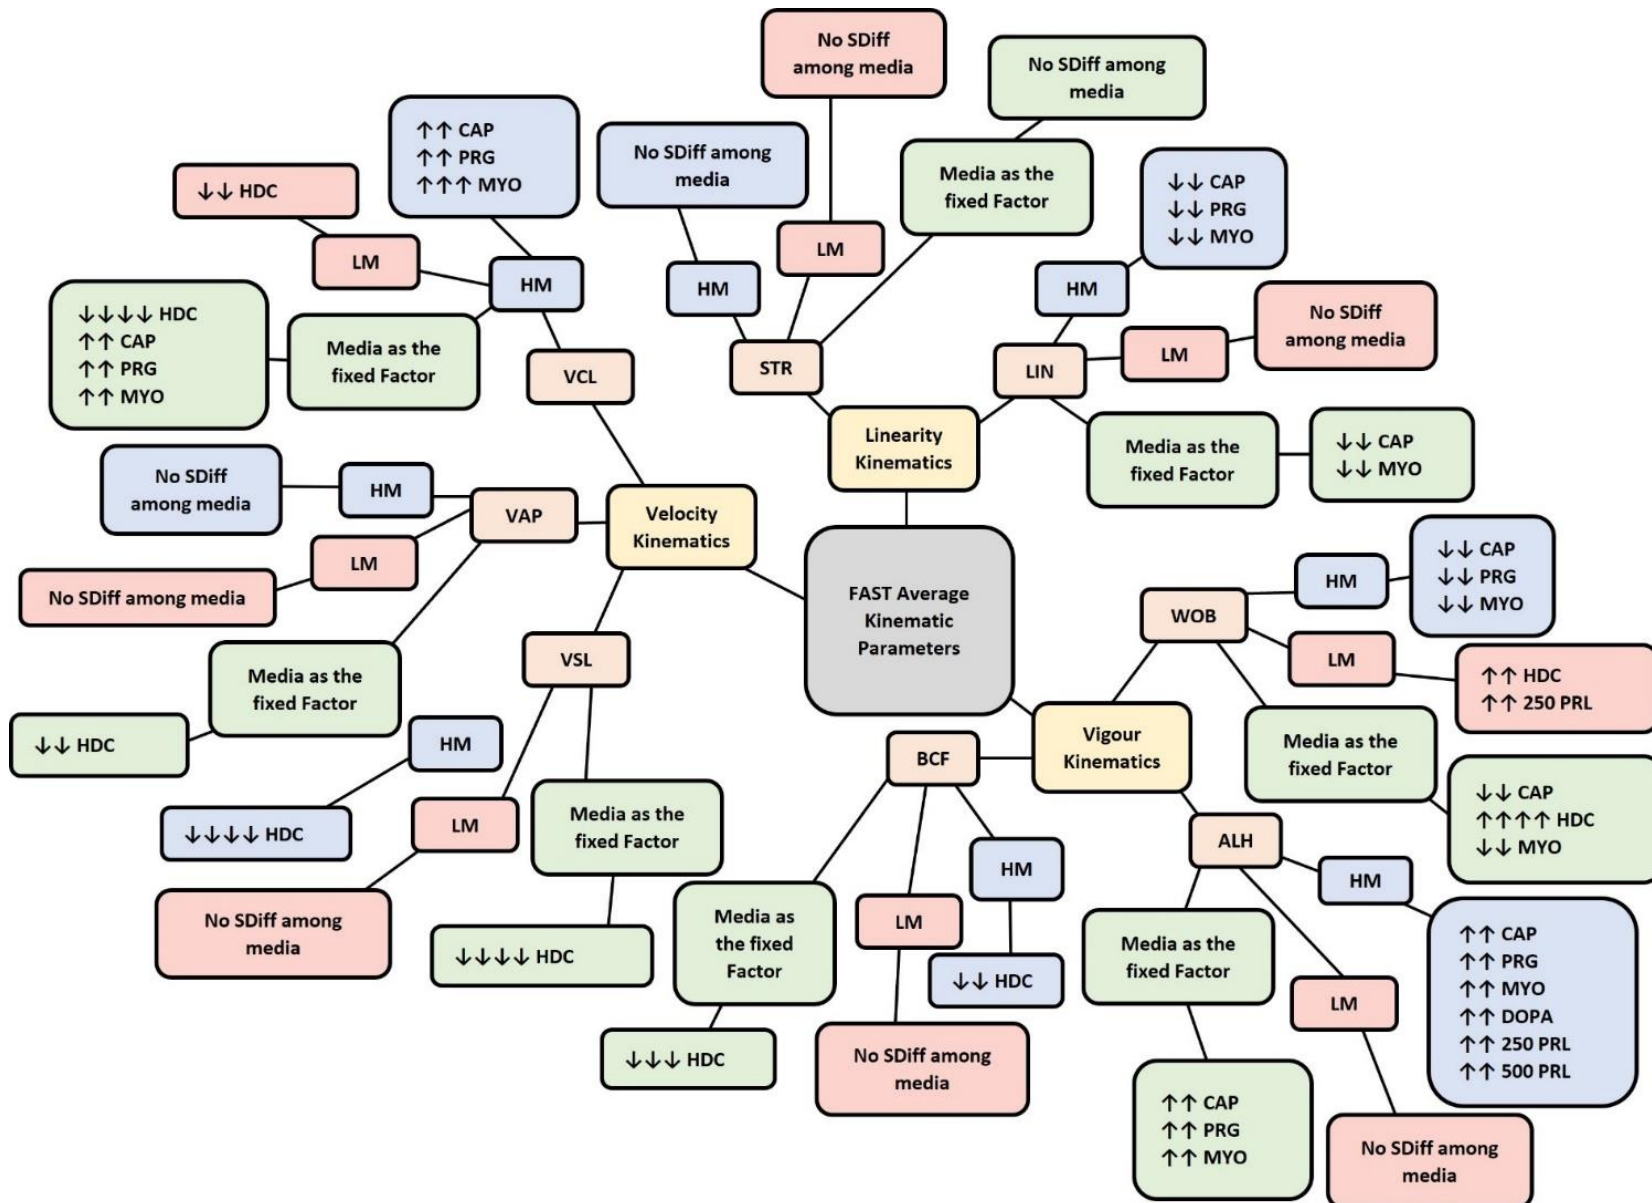 FAST Average
Kinematic
Parameters
Linearity
Kinematics
STR
HM
No SDiff among
media
LM
No SDiff
among media
Media as the
fixed Factor
No SDiff among
media
LIN
HM
↓↓ CAP
↓↓ PRG
↓↓ MYO
LM
No SDiff
among media
Media as the
fixed Factor
↓↓ CAP
↓↓ MYO
Velocity
Kinematics
VCL
HM
↑↑ CAP
↑↑ PRG
↑↑↑ MYO
LM
↓↓ HDC
Media as the
fixed Factor
↓↓↓↓ HDC
↑↑ CAP
↑↑ PRG
↑↑ MYO
VAP
HM
No SDiff
among media
LM
No SDiff among media
Media as the
fixed Factor
↓↓ HDC
VSL
HM
↓↓↓↓ HDC
LM
No SDiff among
media
Media as the
fixed Factor
↓↓↓↓ HDC
Vigour
Kinematics
WOB
HM
↓↓ CAP
↓↓ PRG
↓↓ MYO
LM
↑↑ HDC
↑↑ 250 PRL
Media as the
fixed Factor
↓↓ CAP
↑↑↑↑ HDC
↓↓ MYO
BCF
HM
↓↓ HDC
LM
No SDiff among
media
Media as
the fixed
Factor
↓↓↓ HDC
ALH
HM
↑↑ CAP
↑↑ PRG
↑↑ MYO
↑↑ DOPA
↑↑ 250 PRL
↑↑ 500 PRL
LM
No SDiff among
media
Media as the
fixed Factor
↑↑ CAP
↑↑ PRG
↑↑ MYO